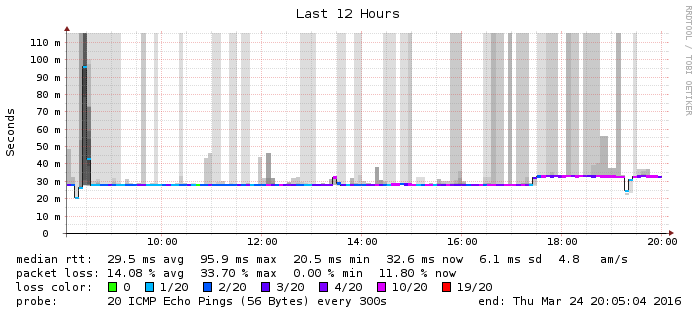 Last 12 Hours
RRDTOOL / TOBI OETIKER
Seconds
110 m
100 m
90 m
80 m
70 m
60 m
50 m
40 m
30 m
20 m
10 m
0
10:00 12:00 14:00 16:00 18:00 20:00
median rtt: 29.5 ms avg 95.9 ms max 20.5 ms min 32.6 ms now 6.1 ms sd 4.8 am/s
packet loss: 14.08 % avg 33.70 % max 0.00 % min 11.80 % now
loss color: 0 1/20 2/20 3/20 4/20 10/20 19/20
probe: 20 ICMP Echo Pings (56 Bytes) every 300s end: Thu Mar 24 20:05:04 2016